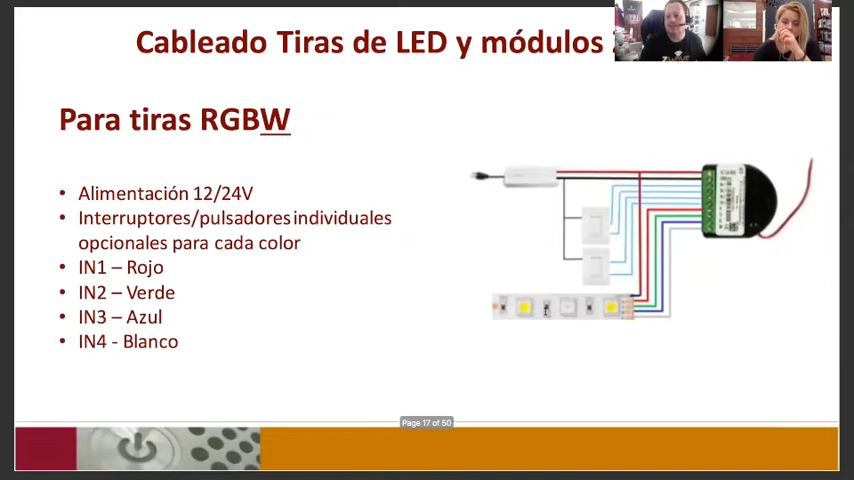 Cableado Tiras de LED y módulos
Para tiras RGBW
• Alimentación 12/24V
• Interruptores/pulsadores individuales
opcionales para cada color
• IN1 – Rojo
• IN2 – Verde
• IN3 – Azul
• IN4 - Blanco
Page 17 of 50